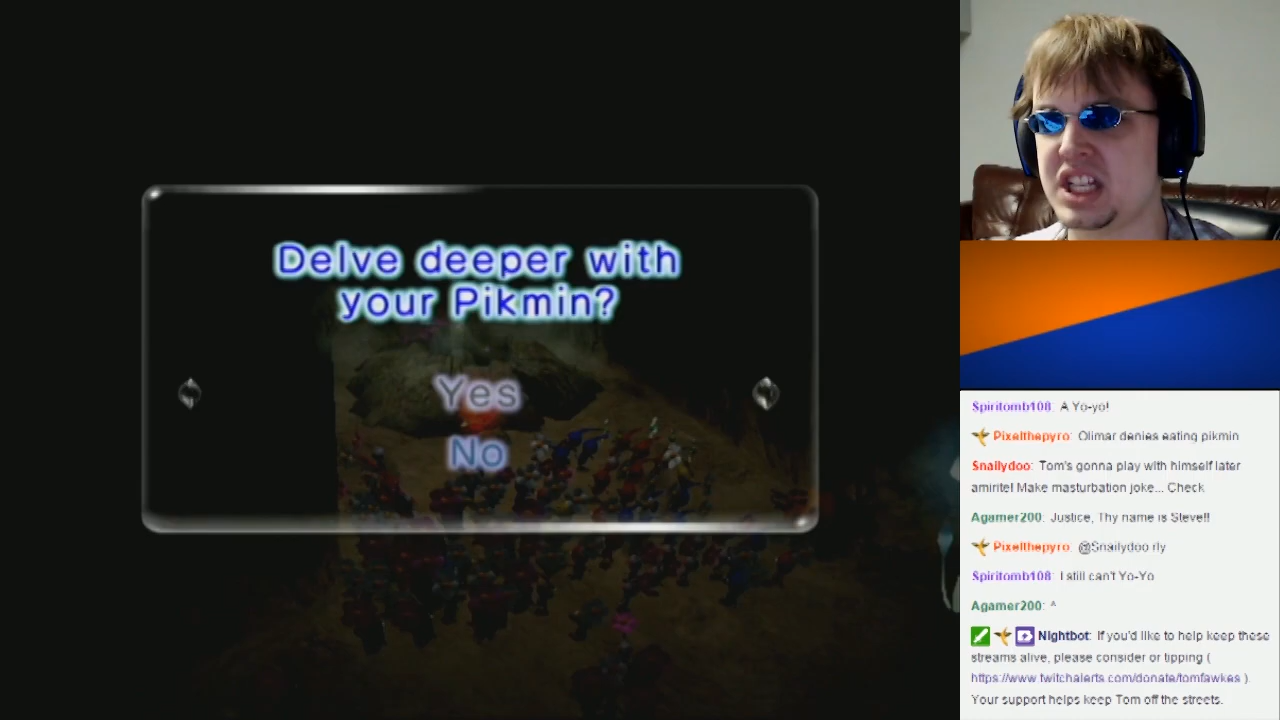 Delve deeper with
your Pikmin?
Yes
No
Spiritomb108: A Yo-yo!
Pixelthepyro: Olimar denies eating pikmin
Snailydoo: Tom's gonna play with himself later
amirite! Make masturbation joke... Check
Agamer200: Justice, Thy name is Steve!!
Pixelthepyro: @Snailydoo rly
Spiritomb108: I still can't Yo-Yo
Agamer200: ^
Nightbot: If you'd like to help keep these
streams alive, please consider or tipping (
https://www.twitchalerts.com/donate/tomfawkes ).
Your support helps keep Tom off the streets.